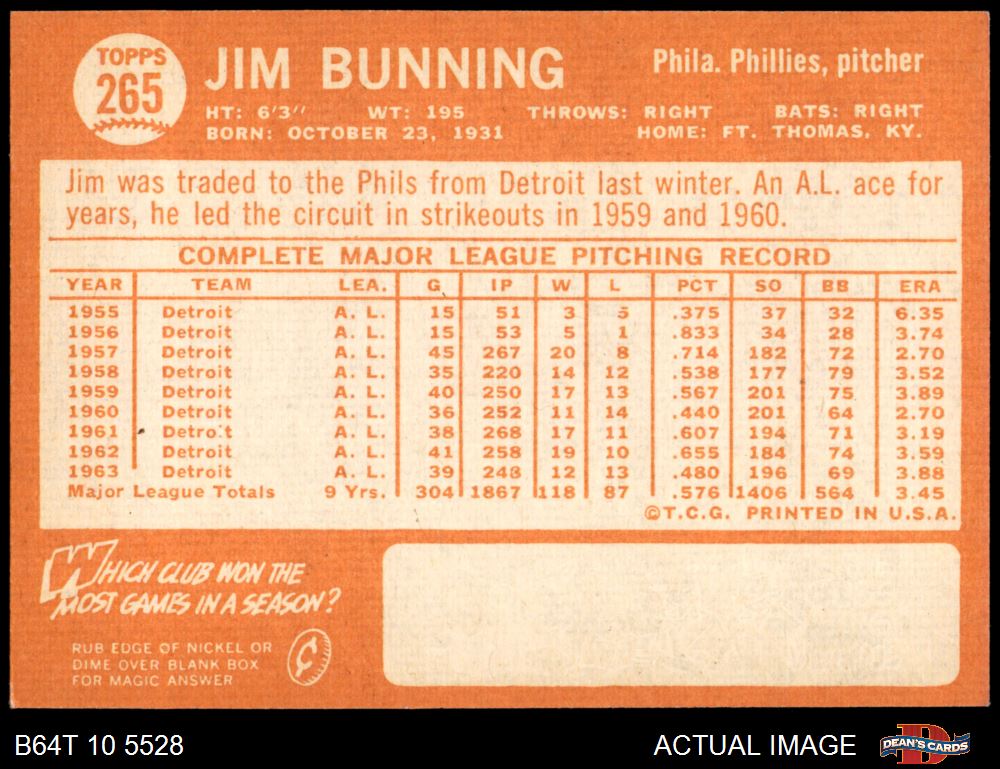 TOPPS
265
JIM BUNNING
Phila. Phillies, pitcher
HT: 6'3" WT: 195 THROWS: RIGHT BATS: RIGHT
BORN: OCTOBER 23, 1931 HOME: FT. THOMAS, KY.
Jim was traded to the Phils from Detroit last winter. An A.L. ace for
years, he led the circuit in strikeouts in 1959 and 1960.
COMPLETE MAJOR LEAGUE PITCHING RECORD
YEAR TEAM LEA. G IP W L PCT SO BB ERA
1955 Detroit A. L. 15 51 3 5 .375 37 32 6.35
1956 Detroit A. L. 15 53 5 1 .833 34 28 3.74
1957 Detroit A. L. 45 267 20 8 .714 182 72 2.70
1958 Detroit A. L. 35 220 14 12 .538 177 79 3.52
1959 Detroit A. L. 40 250 17 13 .567 201 75 3.89
1960 Detroit A. L. 36 252 11 14 .440 201 64 2.70
1961 Detroit A. L. 38 268 17 11 .607 194 71 3.19
1962 Detroit A. L. 41 258 19 10 .655 184 74 3.59
1963 Detroit A. L. 39 248 12 13 .480 196 69 3.88
Major League Totals 9 Yrs. 304 1867 118 87 .576 1406 564 3.45
©T.C.G. PRINTED IN U.S.A.
WHICH CLUB WON THE
MOST GAMES IN A SEASON?
RUB EDGE OF NICKEL OR
DIME OVER BLANK BOX
FOR MAGIC ANSWER
¢
B64T 10 5528
ACTUAL IMAGE
DEAN'S CARDS